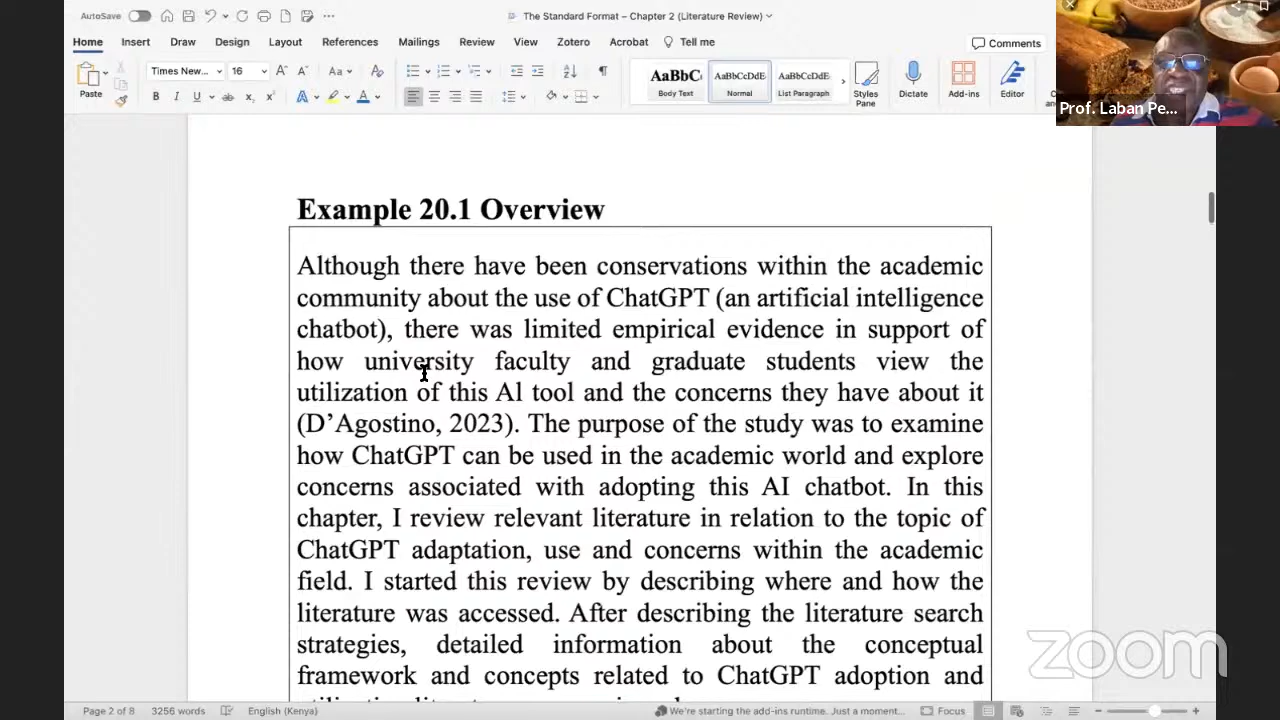 AutoSave
The Standard Format – Chapter 2 (Literature Review)
Home Insert Draw Design Layout References Mailings Review View Zotero Acrobat Tell me
Comments
Paste
Times New... 16
Aa
B I U ab x₂ x²
AaBbC
Body Text
AaBbCcDdE
Normal
AaBbCcDdE
List Paragraph
Styles
Pane
Dictate
Add-ins
Editor
Prof. Laban Pe...
Example 20.1 Overview
Although there have been conservations within the academic
community about the use of ChatGPT (an artificial intelligence
chatbot), there was limited empirical evidence in support of
how university faculty and graduate students view the
utilization of this Al tool and the concerns they have about it
(D’Agostino, 2023). The purpose of the study was to examine
how ChatGPT can be used in the academic world and explore
concerns associated with adopting this AI chatbot. In this
chapter, I review relevant literature in relation to the topic of
ChatGPT adaptation, use and concerns within the academic
field. I started this review by describing where and how the
literature was accessed. After describing the literature search
strategies, detailed information about the conceptual
framework and concepts related to ChatGPT adoption and
zoom
Page 2 of 8 3256 words English (Kenya) We're starting the add-ins runtime. Just a moment... Focus